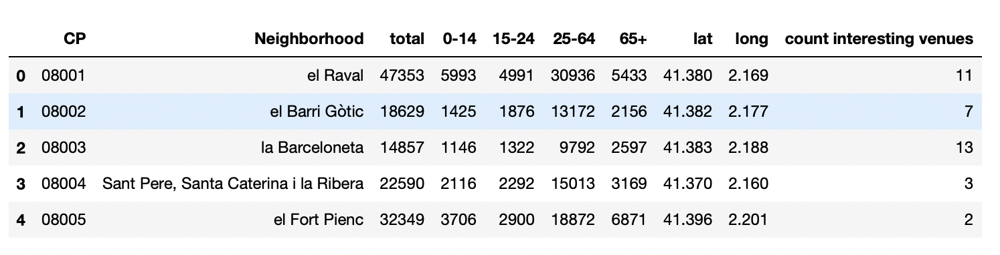 CP Neighborhood total 0-14 15-24 25-64 65+ lat long count interesting venues
0 08001 el Raval 47353 5993 4991 30936 5433 41.380 2.169 11
1 08002 el Barri Gòtic 18629 1425 1876 13172 2156 41.382 2.177 7
2 08003 la Barceloneta 14857 1146 1322 9792 2597 41.383 2.188 13
3 08004 Sant Pere, Santa Caterina i la Ribera 22590 2116 2292 15013 3169 41.370 2.160 3
4 08005 el Fort Pienc 32349 3706 2900 18872 6871 41.396 2.201 2